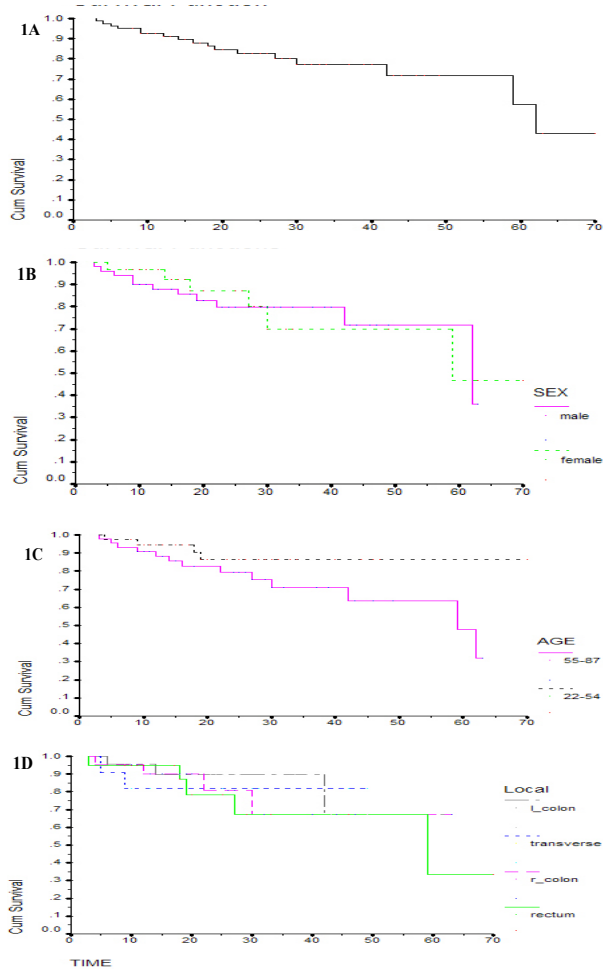 1A
1.0
.9
.8
.7
.6
.5
.4
.3
.2
.1
0.0
Cum Survival
0 10 20 30 40 50 60 70
1B
1.0
.9
.8
.7
.6
.5
.4
.3
.2
.1
0.0
Cum Survival
0 10 20 30 40 50 60 70
SEX
male
female
1C
1.0
.9
.8
.7
.6
.5
.4
.3
.2
.1
0.0
Cum Survival
0 10 20 30 40 50 60 70
AGE
55-87
22-54
1D
1.0
.9
.8
.7
.6
.5
.4
.3
.2
.1
0.0
Cum Survival
0 10 20 30 40 50 60 70
TIME
Local
l_colon
transverse
r_colon
rectum